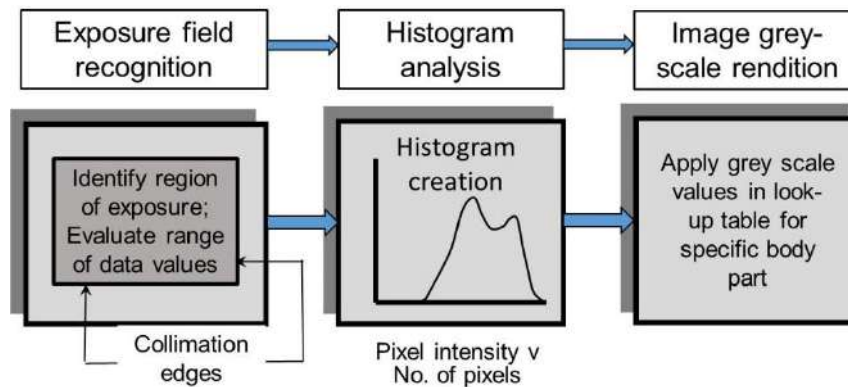 Exposure field
recognition
Histogram
analysis
Image grey-
scale rendition
Identify region
of exposure;
Evaluate range
of data values
Collimation
edges
Histogram
creation
Pixel intensity v
No. of pixels
Apply grey scale
values in look-
up table for
specific body
part